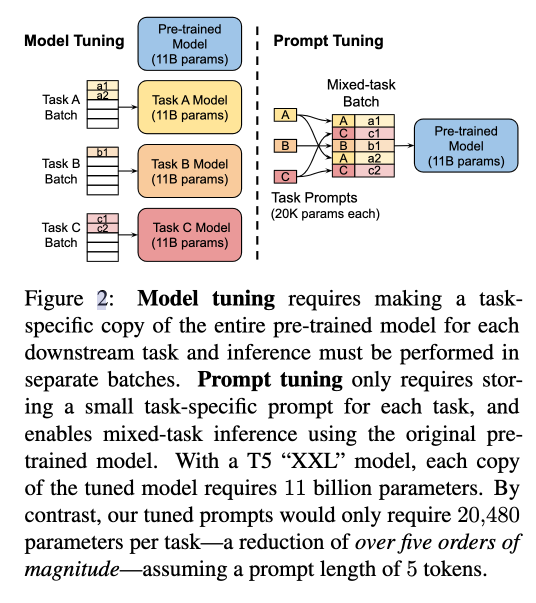 Model Tuning
Pre-trained
Model
(11B params)
Task A
Batch
a1
a2
Task A Model
(11B params)
Task B
Batch
b1
Task B Model
(11B params)
Task C
Batch
c1
c2
Task C Model
(11B params)
Prompt Tuning
Mixed-task
Batch
A
B
C
A a1
C c1
B b1
A a2
C c2
Pre-trained
Model
(11B params)
Task Prompts
(20K params each)
Figure 2: Model tuning requires making a task-
specific copy of the entire pre-trained model for each
downstream task and inference must be performed in
separate batches. Prompt tuning only requires stor-
ing a small task-specific prompt for each task, and
enables mixed-task inference using the original pre-
trained model. With a T5 “XXL” model, each copy
of the tuned model requires 11 billion parameters. By
contrast, our tuned prompts would only require 20,480
parameters per task—a reduction of over five orders of
magnitude—assuming a prompt length of 5 tokens.